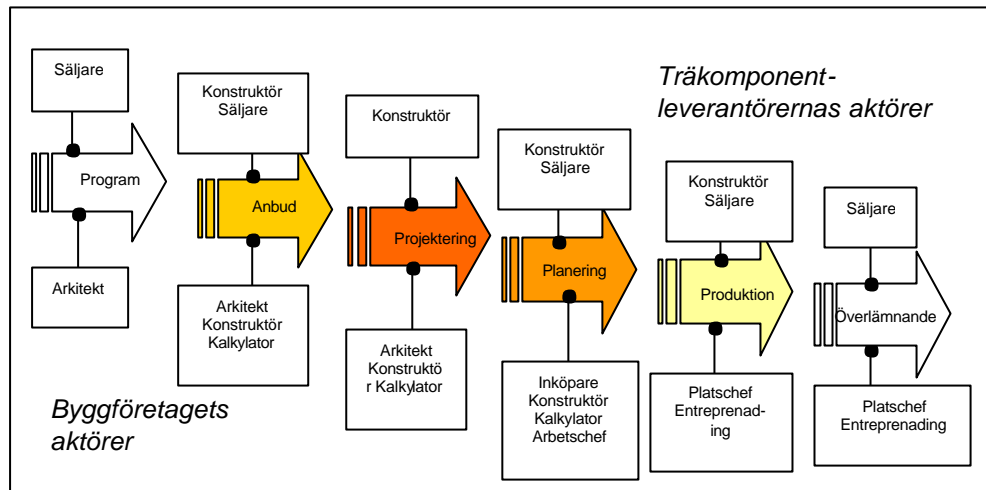 Säljare
Program
Arkitekt
Konstruktör
Säljare
Anbud
Arkitekt
Konstruktör
Kalkylator
Konstruktör
Projektering
Arkitekt
Konstruktö
r Kalkylator
Träkomponent-
leverantörernas aktörer
Konstruktör
Säljare
Planering
Inköpare
Konstruktör
Kalkylator
Arbetschef
Konstruktör
Säljare
Produktion
Platschef
Entreprenad-
ing
Säljare
Överlämnande
Platschef
Entreprenading
Byggföretagets
aktörer